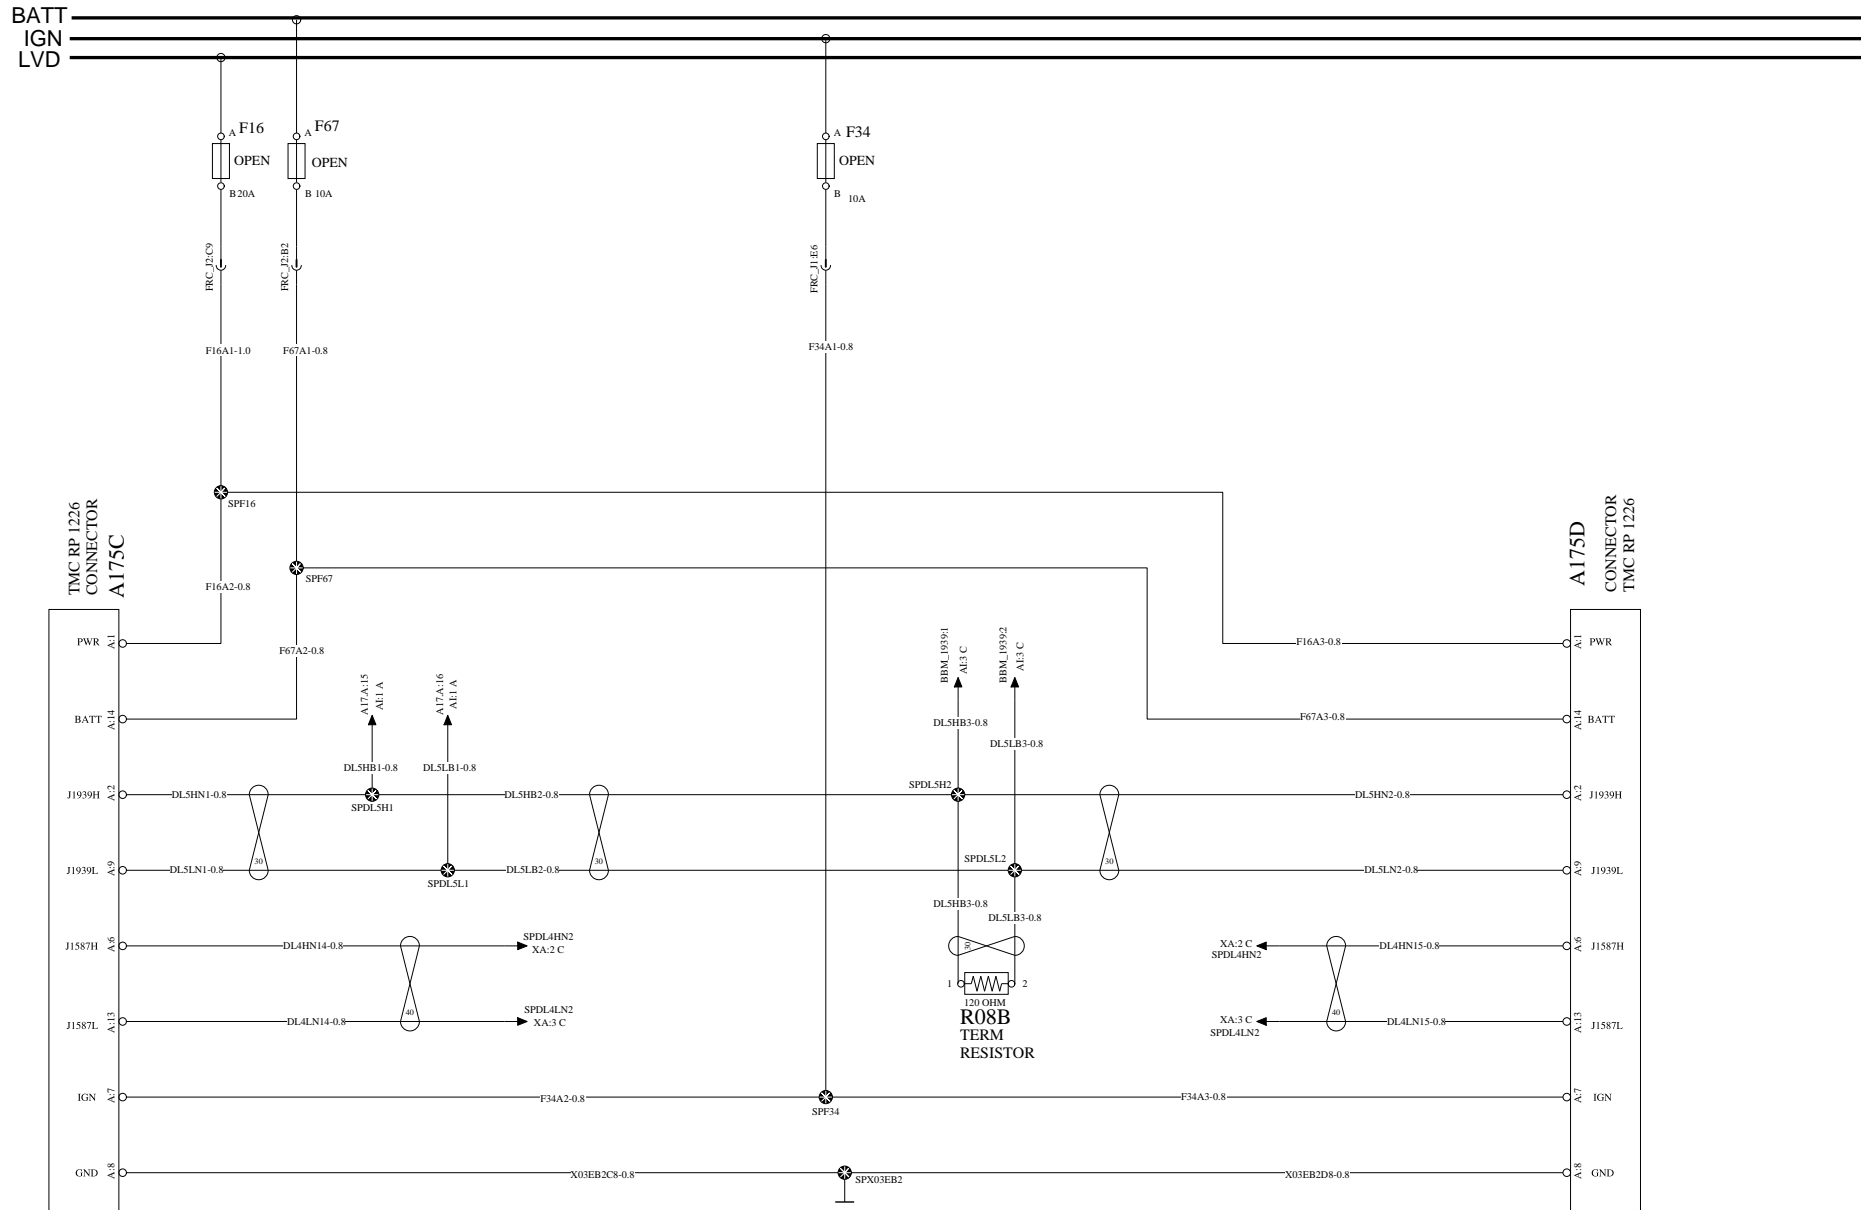 BATT
IGN
LVD
A F16
OPEN
B 20A
A F67
OPEN
B 10A
A F34
OPEN
B 10A
FRC_J2:C9
FRC_J2:B2
FRC_J1:E6
F16A1-1.0
F67A1-0.8
F34A1-0.8
SPF16
SPF67
F16A2-0.8
F67A2-0.8
TMC RP 1226
CONNECTOR
A175C
A175D
CONNECTOR
TMC RP 1226
PWR A:1
F16A3-0.8
A:1 PWR
BATT A:14
F67A3-0.8
A:14 BATT
A17.A:15
AI:1 A
A17.A:16
AI:1 A
BBM_1939:1
AI:3 C
BBM_1939:2
AI:3 C
DL5HB3-0.8
DL5LB3-0.8
DL5HB1-0.8
DL5LB1-0.8
SPDL5H2
J1939H A:2
DL5HN1-0.8
DL5HB2-0.8
DL5HN2-0.8
A:2 J1939H
SPDL5H1
30
30
30
SPDL5L2
J1939L A:9
DL5LN1-0.8
DL5LB2-0.8
DL5LN2-0.8
A:9 J1939L
SPDL5L1
DL5HB3-0.8
DL5LB3-0.8
J1587H A:6
DL4HN14-0.8
SPDL4HN2
XA:2 C
30
XA:2 C
SPDL4HN2
DL4HN15-0.8
A:6 J1587H
1
2
120 OHM
R08B
TERM
RESISTOR
40
40
J1587L A:13
DL4LN14-0.8
SPDL4LN2
XA:3 C
XA:3 C
SPDL4LN2
DL4LN15-0.8
A:13 J1587L
IGN A:7
F34A2-0.8
SPF34
F34A3-0.8
A:7 IGN
GND A:8
X03EB2C8-0.8
SPX03EB2
X03EB2D8-0.8
A:8 GND